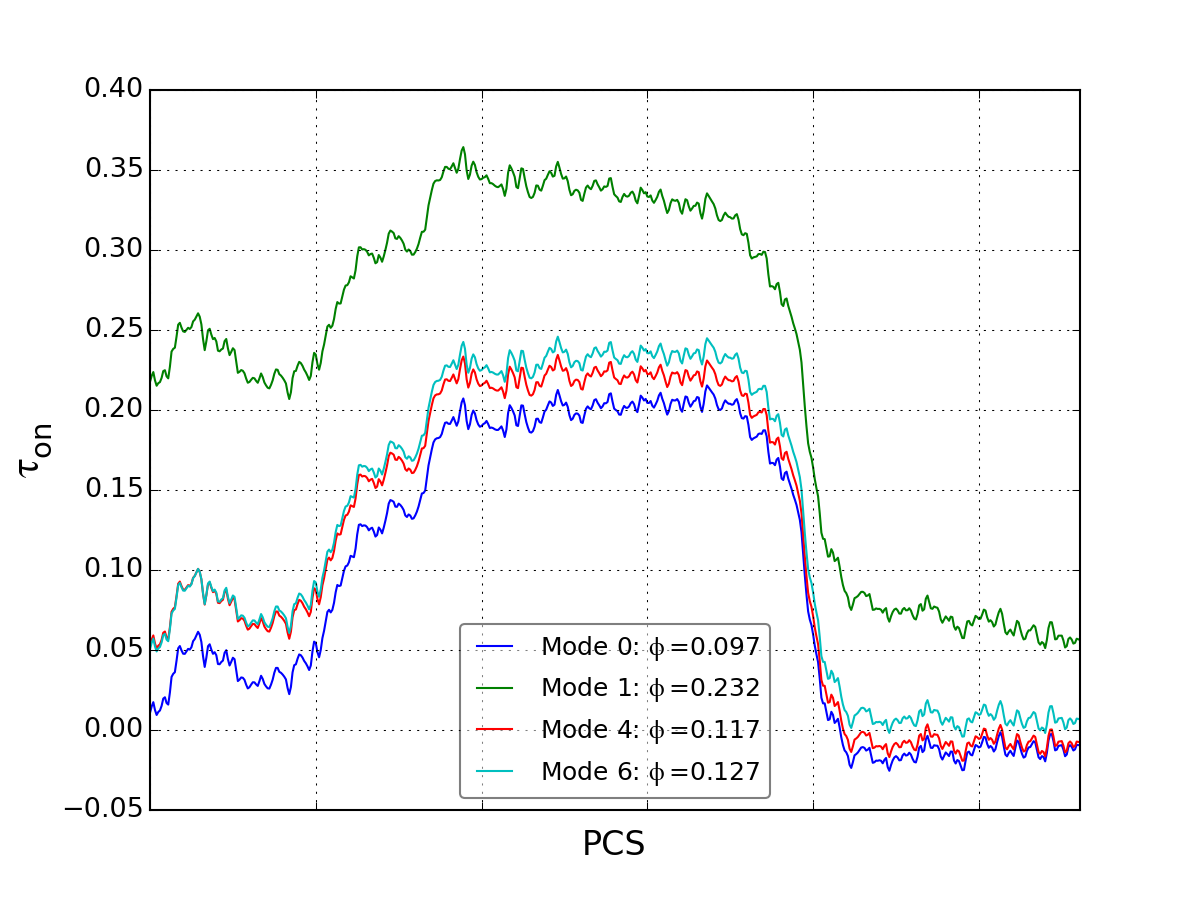 0.40
0.35
0.30
0.25
0.20
0.15
0.10
0.05
0.00
−0.05
τon
PCS
Mode 0: ϕ=0.097
Mode 1: ϕ=0.232
Mode 4: ϕ=0.117
Mode 6: ϕ=0.127